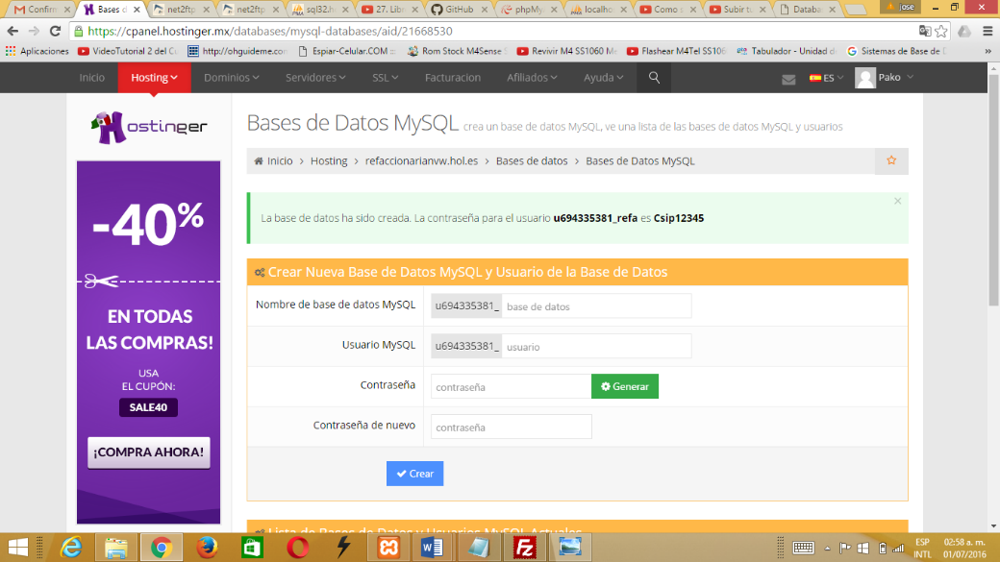 Confirm
Bases d
net2ftp
net2ftp
sql32.h
27. Libr
GitHub
phpMy
localho
Como s
Subir tu
Databa
jose
https://cpanel.hostinger.mx/databases/mysql-databases/aid/21668530
Aplicaciones
VideoTutorial 2 del Cu
http://ohguideme.com
Espiar-Celular.COM ::
Rom Stock M4Sense
Revivir M4 SS1060 Me
Flashear M4Tel SS106
Tabulador - Unidad d
Sistemas de Base de D
»
Inicio
Hosting
Dominios
Servidores
SSL
Facturacion
Afiliados
Ayuda
ES
Pako
Hostinger
Bases de Datos MySQL crea un base de datos MySQL, ve una lista de las bases de datos MySQL y usuarios
Inicio > Hosting > refaccionarianvw.hol.es > Bases de datos > Bases de Datos MySQL
-40%
EN TODAS
LAS COMPRAS!
USA
EL CUPÓN:
SALE40
¡COMPRA AHORA!
La base de datos ha sido creada. La contraseña para el usuario u694335381_refa es Csip12345
×
Crear Nueva Base de Datos MySQL y Usuario de la Base de Datos
Nombre de base de datos MySQL
u694335381_ base de datos
Usuario MySQL
u694335381_ usuario
Contraseña
contraseña
Generar
Contraseña de nuevo
contraseña
Crear
Lista de Bases de Datos y Usuarios MySQL Actuales
ESP
INTL
02:58 a. m.
01/07/2016